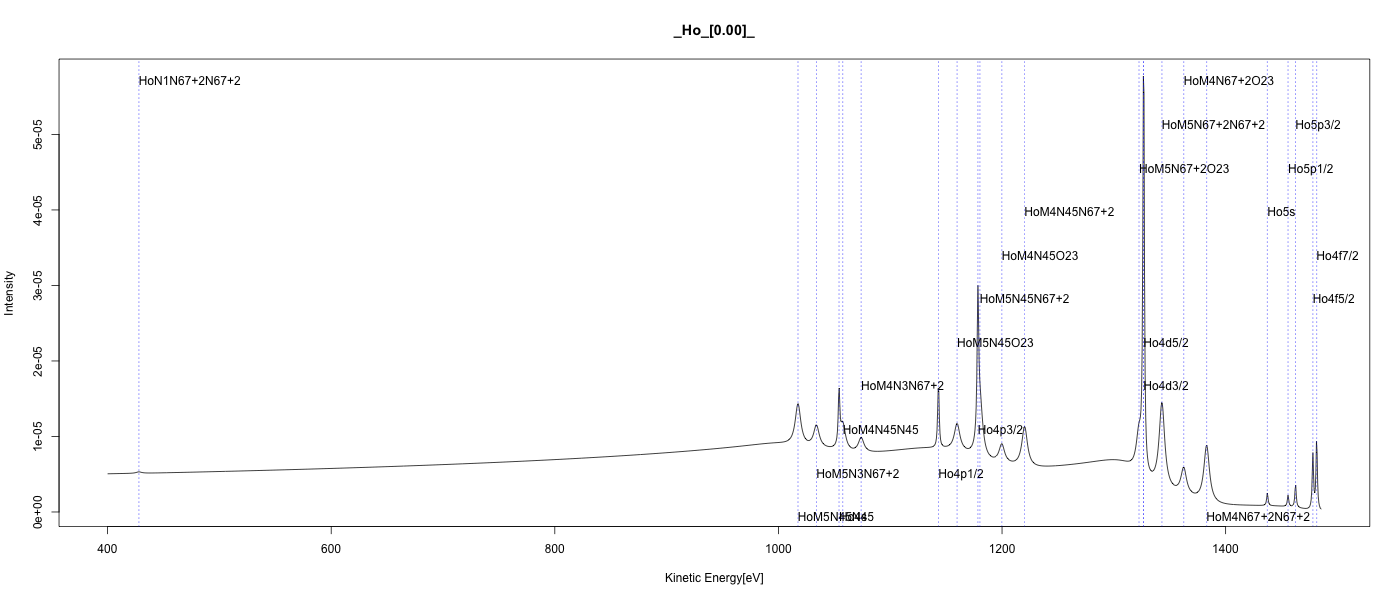 _Ho_[0.00]_
HoN1N67+2N67+2
HoM4N67+2O23
HoM5N67+2N67+2
Ho5p3/2
HoM5N67+2O23
Ho5p1/2
HoM4N45N67+2
Ho5s
HoM4N45O23
Ho4f7/2
HoM5N45N67+2
Ho4f5/2
HoM5N45O23
Ho4d5/2
HoM4N3N67+2
Ho4d3/2
HoM4N45N45
Ho4p3/2
HoM5N3N67+2
Ho4p1/2
HoM5N45N45
Ho4s
HoM4N67+2N67+2
Intensity
0e+00
1e-05
2e-05
3e-05
4e-05
5e-05
400
600
800
1000
1200
1400
Kinetic Energy[eV]